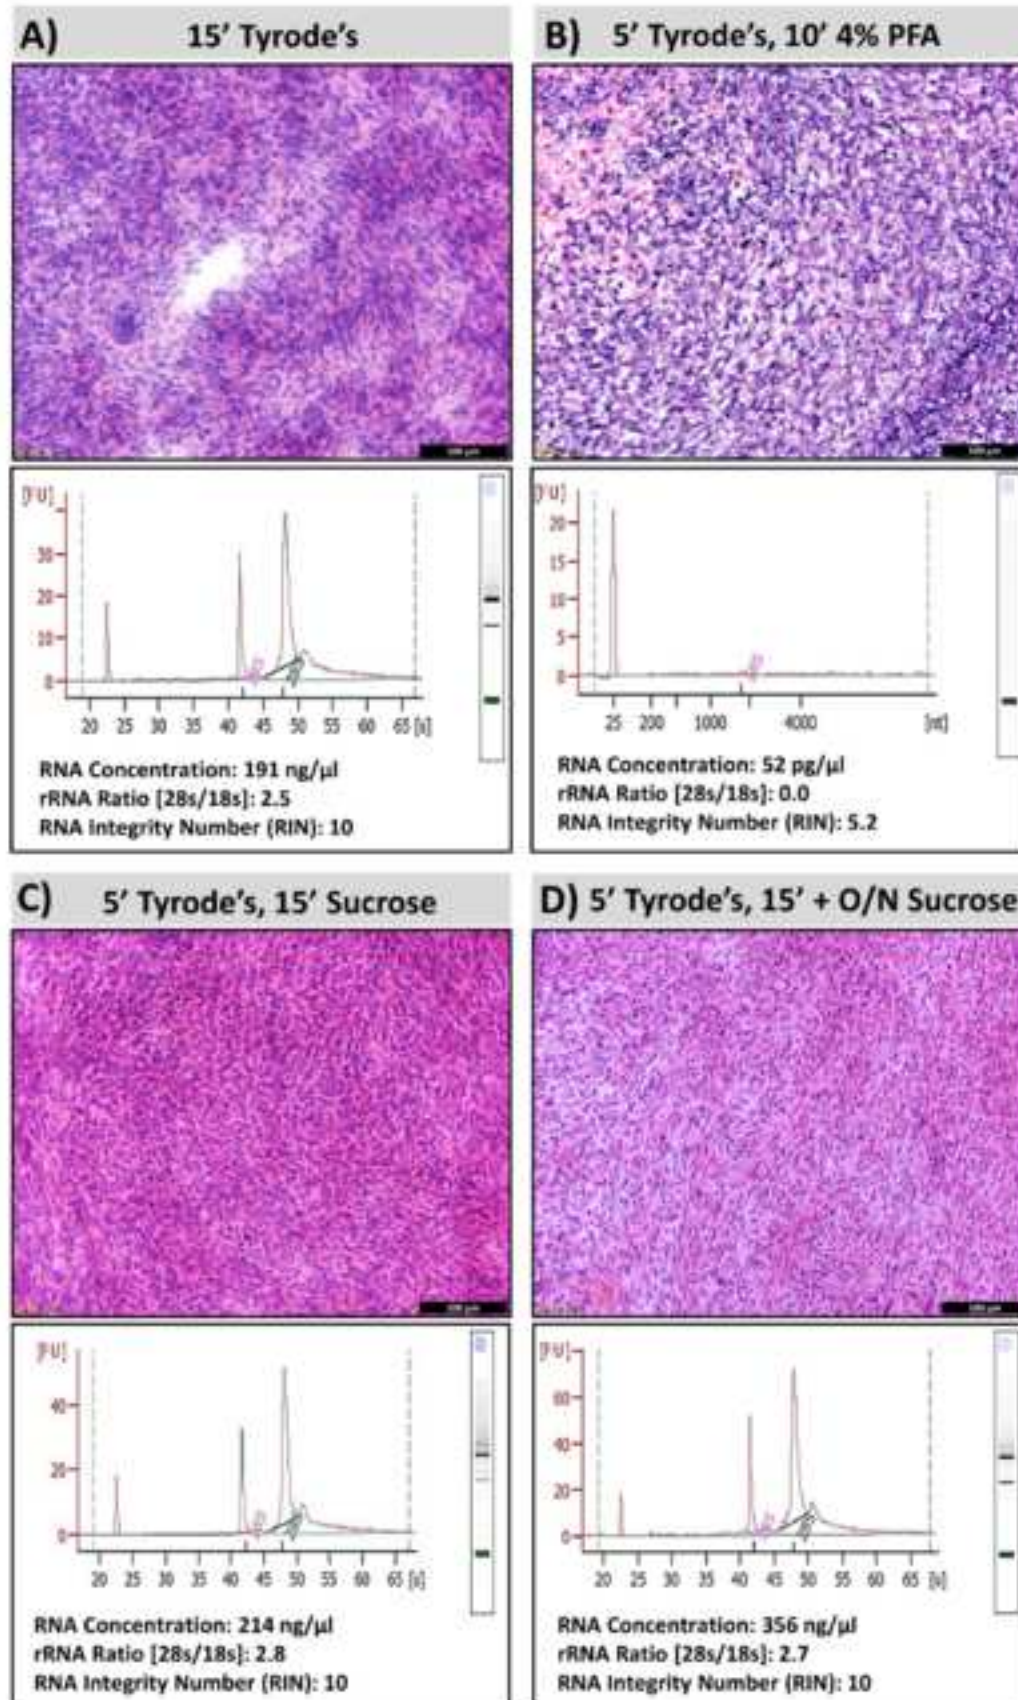 A) 15' Tyrode's
B) 5' Tyrode's, 10' 4% PFA
[FU]
30
20
10
0
20 25 30 35 40 45 50 55 60 65 [s]
RNA Concentration: 191 ng/µl
rRNA Ratio [28s/18s]: 2.5
RNA Integrity Number (RIN): 10
[FU]
20
15
10
5
0
25 200 1000 4000 [nt]
RNA Concentration: 52 pg/µl
rRNA Ratio [28s/18s]: 0.0
RNA Integrity Number (RIN): 5.2
C) 5' Tyrode's, 15' Sucrose
D) 5' Tyrode's, 15' + O/N Sucrose
[FU]
40
20
0
20 25 30 35 40 45 50 55 60 65 [s]
RNA Concentration: 214 ng/µl
rRNA Ratio [28s/18s]: 2.8
RNA Integrity Number (RIN): 10
[FU]
60
40
20
0
20 25 30 35 40 45 50 55 60 65 [s]
RNA Concentration: 356 ng/µl
rRNA Ratio [28s/18s]: 2.7
RNA Integrity Number (RIN): 10